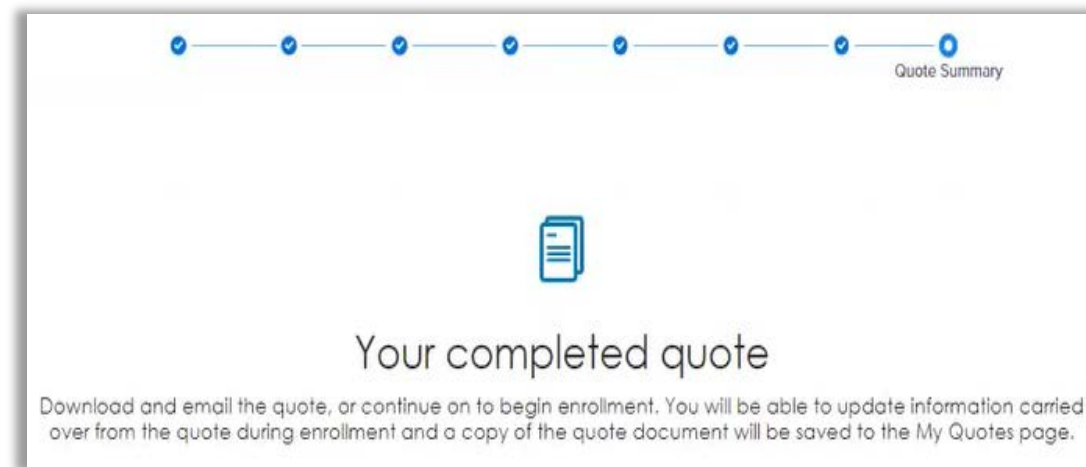 Quote Summary
Your completed quote
Download and email the quote, or continue on to begin enrollment. You will be able to update information carried
over from the quote during enrollment and a copy of the quote document will be saved to the My Quotes page.